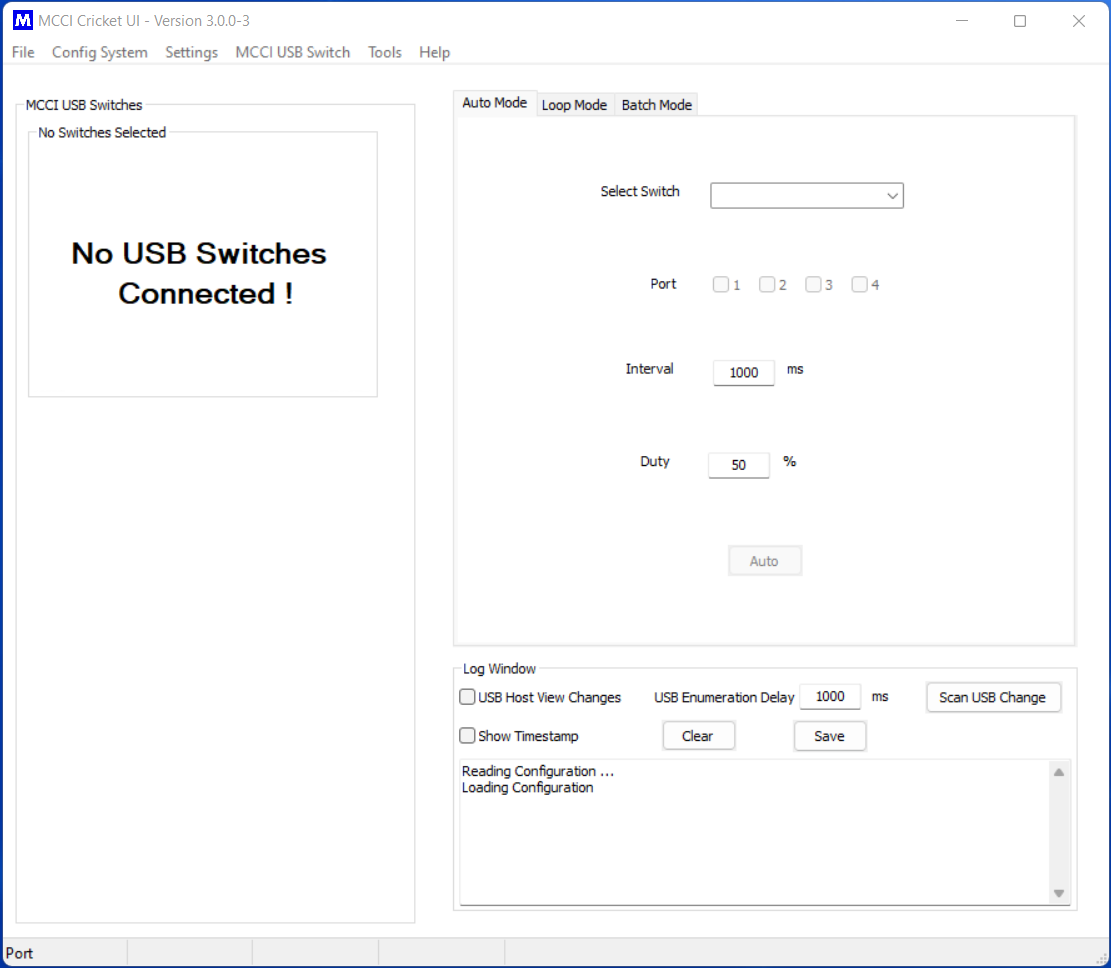 M MCCI Cricket UI - Version 3.0.0-3
File Config System Settings MCCI USB Switch Tools Help
MCCI USB Switches
No Switches Selected
No USB Switches
Connected !
Auto Mode Loop Mode Batch Mode
Select Switch
Port 1 2 3 4
Interval 1000 ms
Duty 50 %
Auto
Log Window
USB Host View Changes USB Enumeration Delay 1000 ms Scan USB Change
Show Timestamp Clear Save
Reading Configuration ...
Loading Configuration
Port